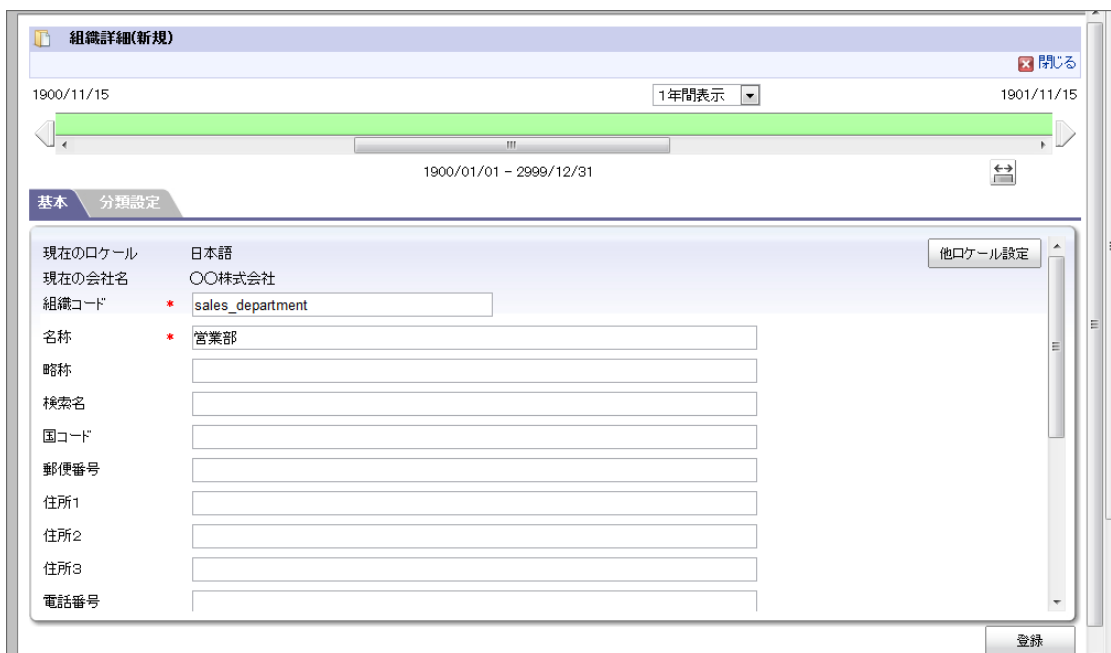 組織詳細(新規)
閉じる
1900/11/15 1年間表示 1901/11/15
1900/01/01 - 2999/12/31
基本 分類設定
現在のロケール 日本語 他ロケール設定
現在の会社名 〇〇株式会社
組織コード * sales_department
名称 * 営業部
略称
検索名
国コード
郵便番号
住所1
住所2
住所3
電話番号
登録